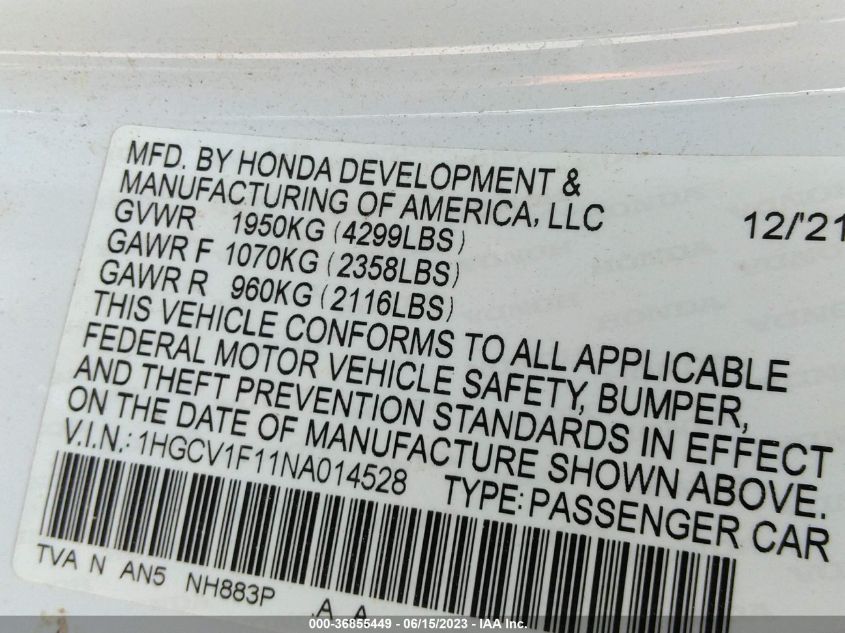 MFD. BY HONDA DEVELOPMENT &
MANUFACTURING OF AMERICA, LLC
GVWR 1950KG (4299LBS) 12/'21
GAWR F 1070KG (2358LBS)
GAWR R 960KG (2116LBS)
THIS VEHICLE CONFORMS TO ALL APPLICABLE
FEDERAL MOTOR VEHICLE SAFETY, BUMPER,
AND THEFT PREVENTION STANDARDS IN EFFECT
ON THE DATE OF MANUFACTURE SHOWN ABOVE.
V.I.N.: 1HGCV1F11NA014528 TYPE: PASSENGER CAR
TVA N AN5 NH883P A A
000-36855449 - 06/15/2023 - IAA Inc.